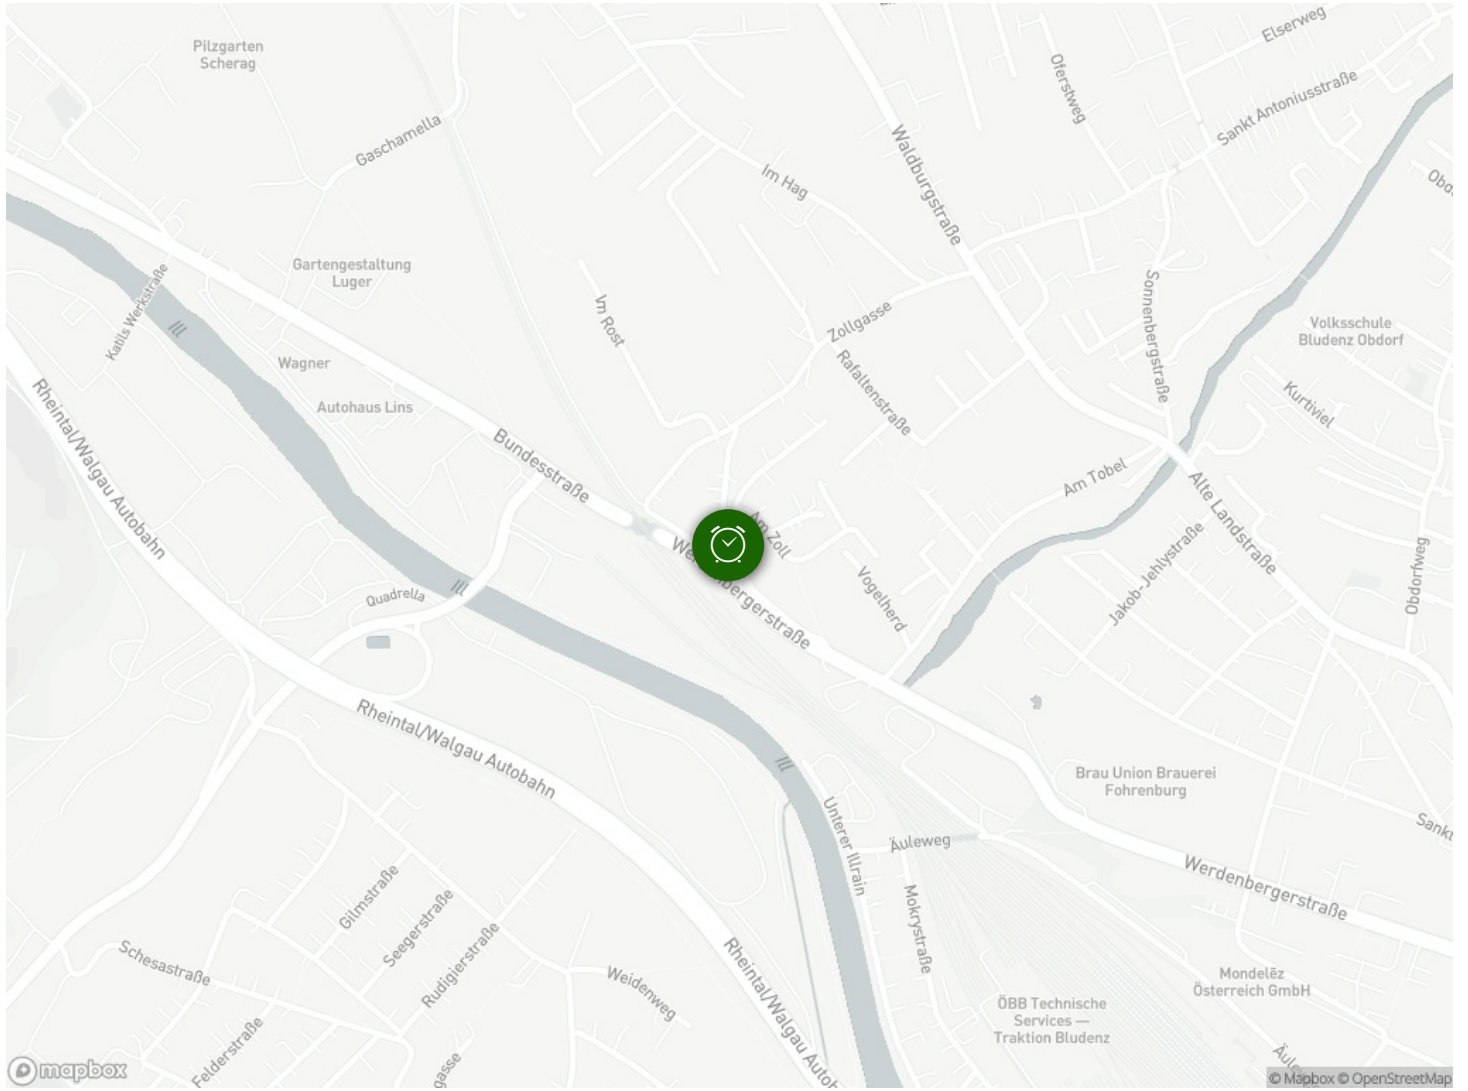 Pilzgarten
Scherag
Elserweg
Oferstweg
Sankt Antoniusstraße
Gaschamella
Waldburgstraße
Im Hag
Gartengestaltung
Luger
Katils Werkstraße
Ill
Im Rost
Zollgasse
Sonnenbergstraße
Volksschule
Bludenz Obdorf
Wagner
Rafaltenstraße
Kurtiviel
Autohaus Lins
Rheintal/Walgau Autobahn
Bundesstraße
Am Tobel
Alte Landstraße
Am Zoll
Jakob-Jehlystraße
Obdorfweg
Ill
Quadrella
Vogelherd
Rheintal/Walgau Autobahn
Ill
Brau Union Brauerei
Fohrenburg
Unterer Illrain
Äuleweg
Werdenbergerstraße
Gilmstraße
Seegerstraße
Rudigierstraße
Mokrystraße
Schesastraße
Weidenweg
Mondelēz
Österreich GmbH
ÖBB Technische
Services —
Traktion Bludenz
Felderstraße
mapbox
© Mapbox © OpenStreetMap